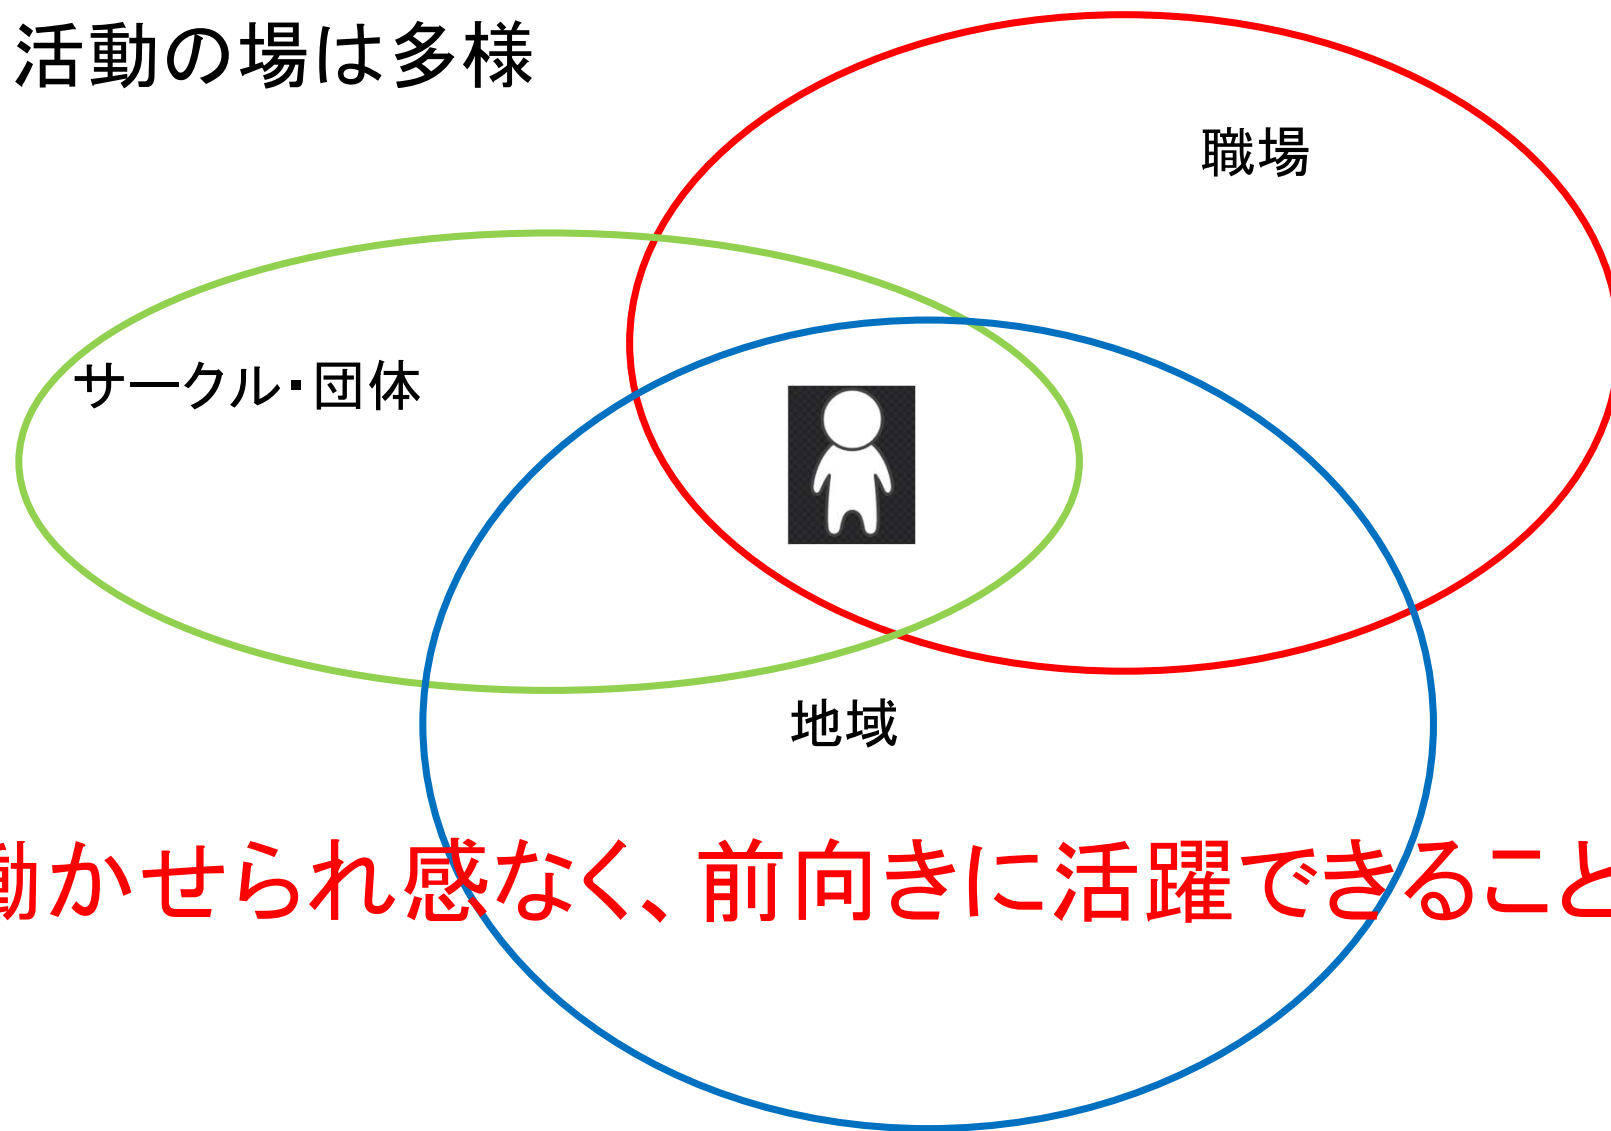 活動の場は多様
職場
サークル・団体
地域
動かせられ感なく、前向きに活躍できること